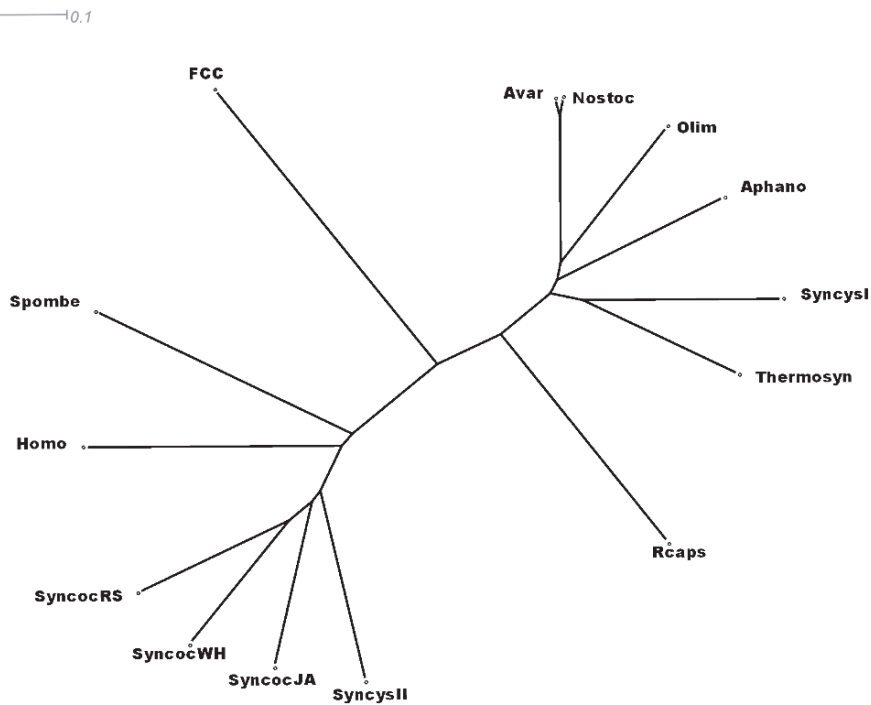 0.1
FCC
Avar
Nostoc
Olim
Aphano
Spombe
SyncysI
Thermosyn
Homo
Rcaps
SyncocRS
SyncocWH
SyncocJA
SyncysII